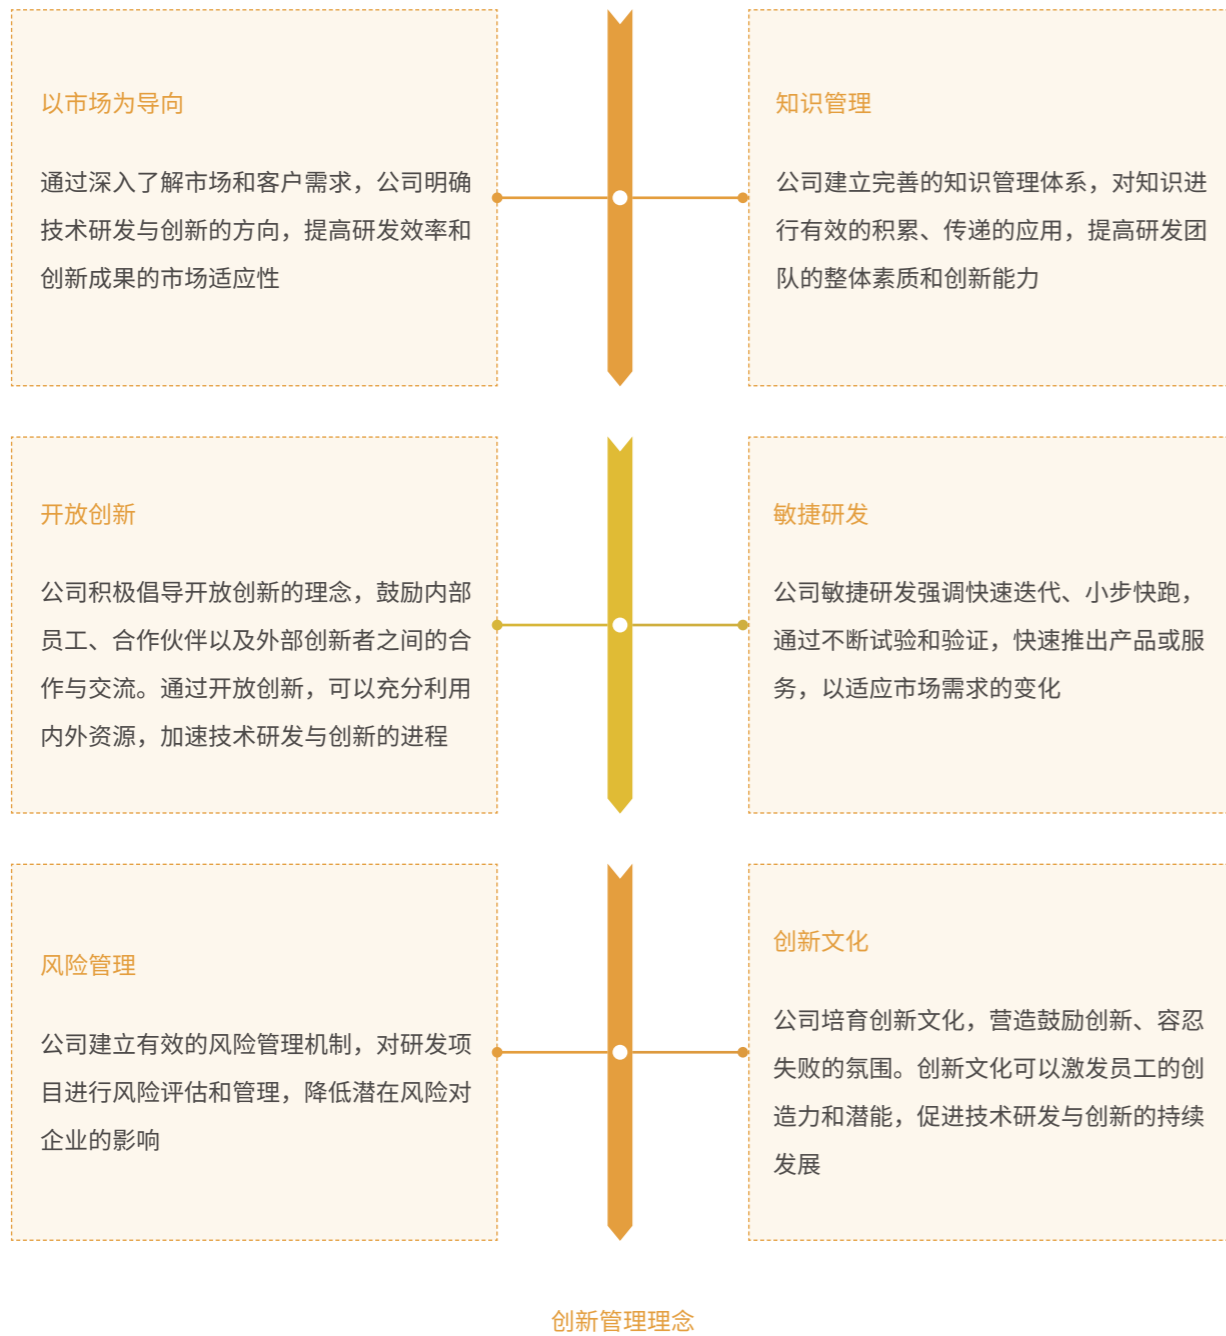 以市场为导向
通过深入了解市场和客户需求，公司明确
技术研发与创新的方向，提高研发效率和
创新成果的市场适应性
知识管理
公司建立完善的知识管理体系，对知识进
行有效的积累、传递的应用，提高研发团
队的整体素质和创新能力
开放创新
公司积极倡导开放创新的理念，鼓励内部
员工、合作伙伴以及外部创新者之间的合
作与交流。通过开放创新，可以充分利用
内外资源，加速技术研发与创新的进程
敏捷研发
公司敏捷研发强调快速迭代、小步快跑，
通过不断试验和验证，快速推出产品或服
务，以适应市场需求的变化
风险管理
公司建立有效的风险管理机制，对研发项
目进行风险评估和管理，降低潜在风险对
企业的影响
创新文化
公司培育创新文化，营造鼓励创新、容忍
失败的氛围。创新文化可以激发员工的创
造力和潜能，促进技术研发与创新的持续
发展
创新管理理念